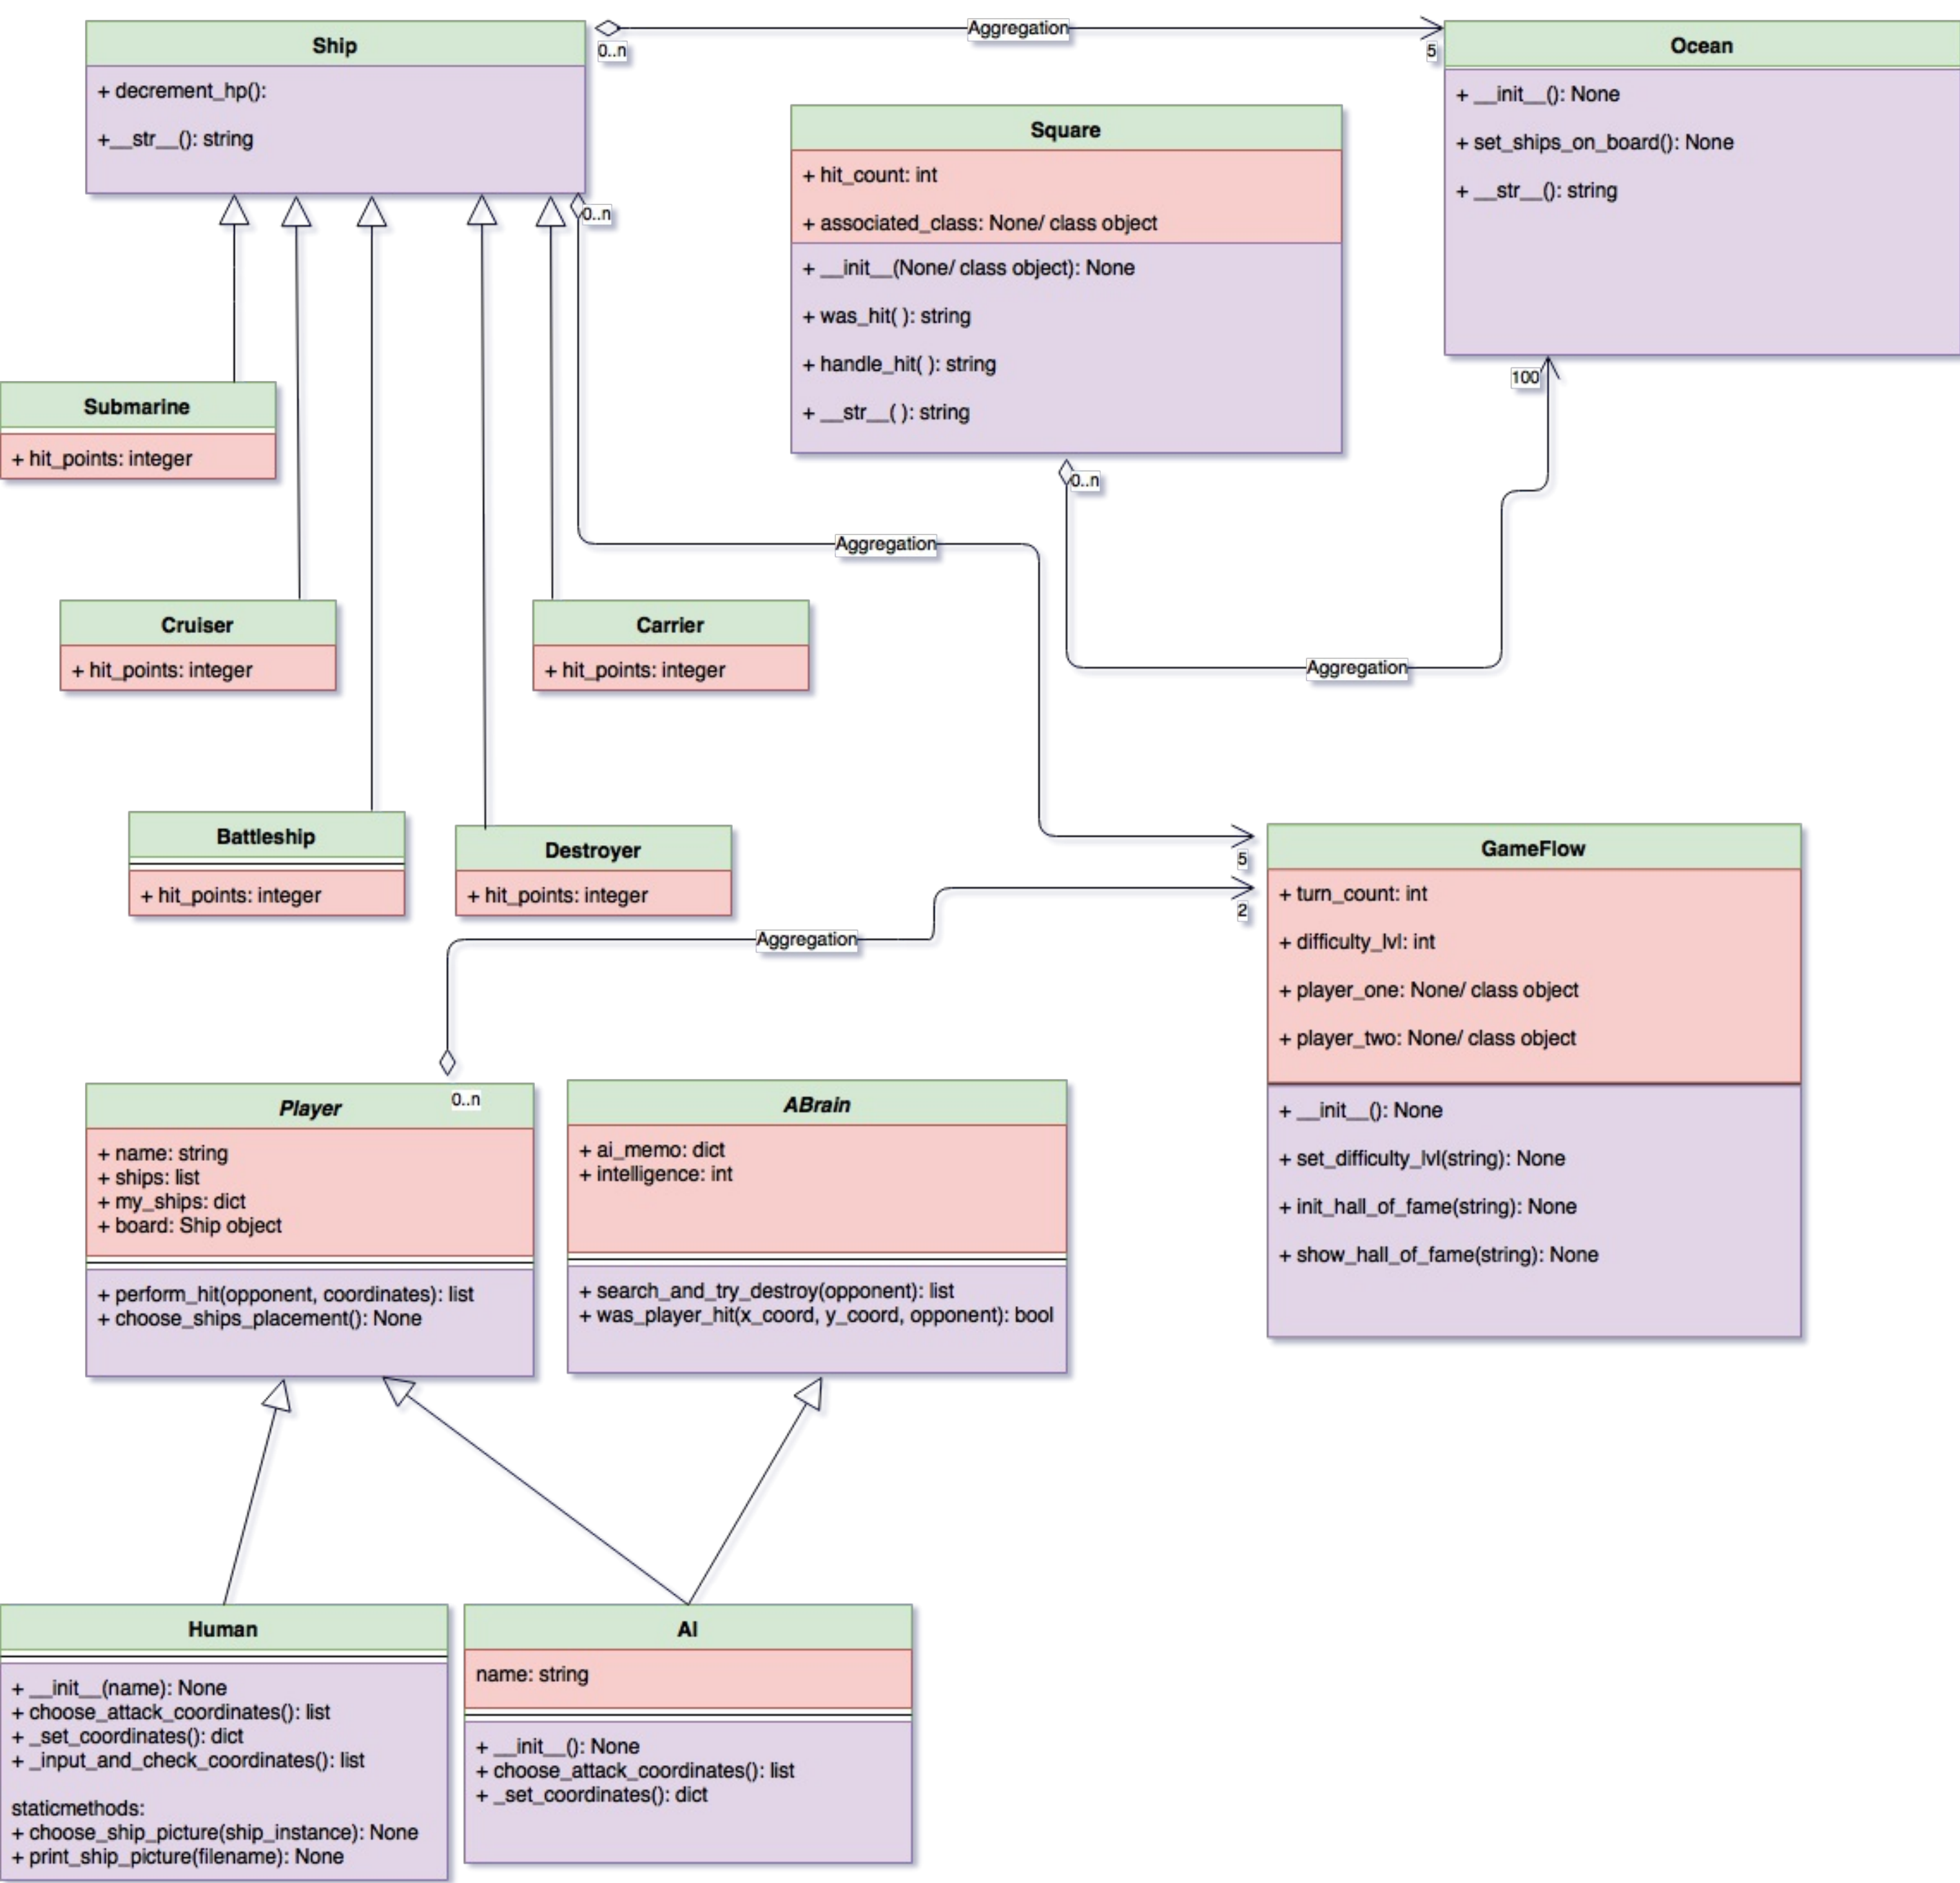 Ship
+ decrement_hp():
+__str__(): string
0..n
Aggregation
5
Ocean
+ __init__(): None
+ set_ships_on_board(): None
+ __str__(): string
Square
+ hit_count: int
+ associated_class: None/ class object
+ __init__(None/ class object): None
+ was_hit( ): string
+ handle_hit( ): string
+ __str__( ): string
0..n
100
Submarine
+ hit_points: integer
0..n
Aggregation
Cruiser
+ hit_points: integer
Carrier
+ hit_points: integer
Aggregation
Battleship
+ hit_points: integer
Destroyer
+ hit_points: integer
5
2
Aggregation
GameFlow
+ turn_count: int
+ difficulty_lvl: int
+ player_one: None/ class object
+ player_two: None/ class object
+ __init__(): None
+ set_difficulty_lvl(string): None
+ init_hall_of_fame(string): None
+ show_hall_of_fame(string): None
Player
0..n
+ name: string
+ ships: list
+ my_ships: dict
+ board: Ship object
+ perform_hit(opponent, coordinates): list
+ choose_ships_placement(): None
ABrain
+ ai_memo: dict
+ intelligence: int
+ search_and_try_destroy(opponent): list
+ was_player_hit(x_coord, y_coord, opponent): bool
Human
+ __init__(name): None
+ choose_attack_coordinates(): list
+ _set_coordinates(): dict
+ _input_and_check_coordinates(): list
staticmethods:
+ choose_ship_picture(ship_instance): None
+ print_ship_picture(filename): None
AI
name: string
+ __init__(): None
+ choose_attack_coordinates(): list
+ _set_coordinates(): dict